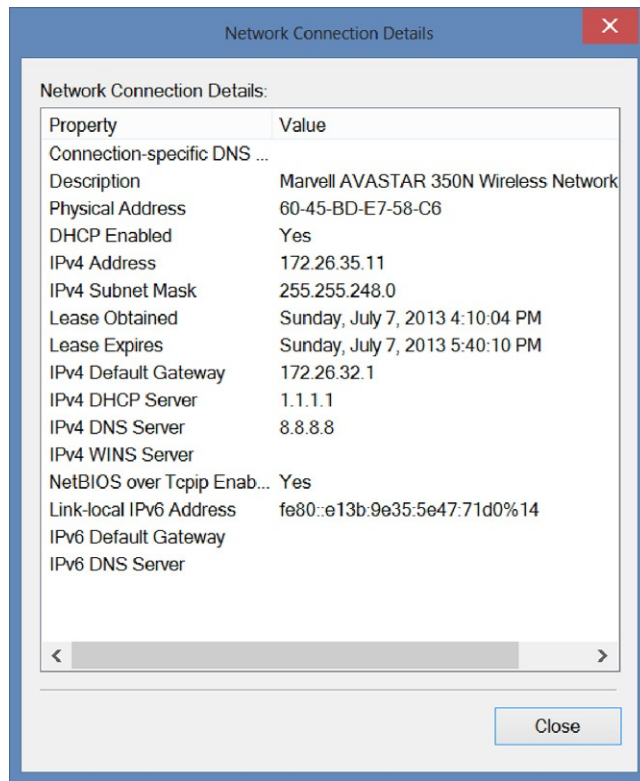 Network Connection Details
Network Connection Details:
Property Value
Connection-specific DNS ...
Description Marvell AVASTAR 350N Wireless Network
Physical Address 60-45-BD-E7-58-C6
DHCP Enabled Yes
IPv4 Address 172.26.35.11
IPv4 Subnet Mask 255.255.248.0
Lease Obtained Sunday, July 7, 2013 4:10:04 PM
Lease Expires Sunday, July 7, 2013 5:40:10 PM
IPv4 Default Gateway 172.26.32.1
IPv4 DHCP Server 1.1.1.1
IPv4 DNS Server 8.8.8.8
IPv4 WINS Server
NetBIOS over Tcpip Enab... Yes
Link-local IPv6 Address fe80::e13b:9e35:5e47:71d0%14
IPv6 Default Gateway
IPv6 DNS Server
Close